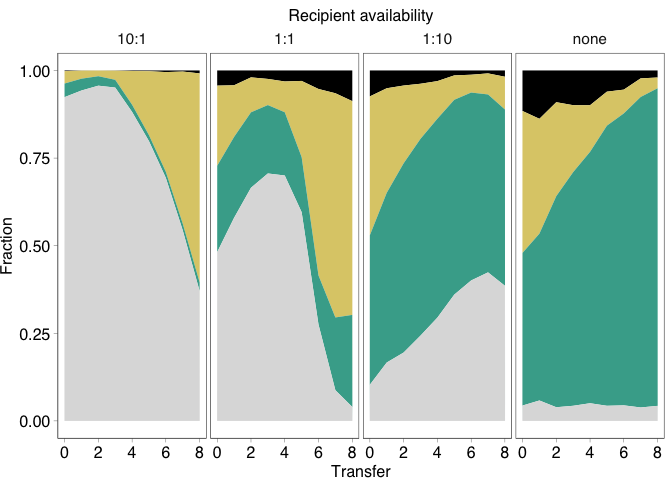 Recipient availability
10:1 1:1 1:10 none
1.00
0.75
0.50
0.25
0.00
Fraction
0 2 4 6 8 0 2 4 6 8 0 2 4 6 8 0 2 4 6 8
Transfer